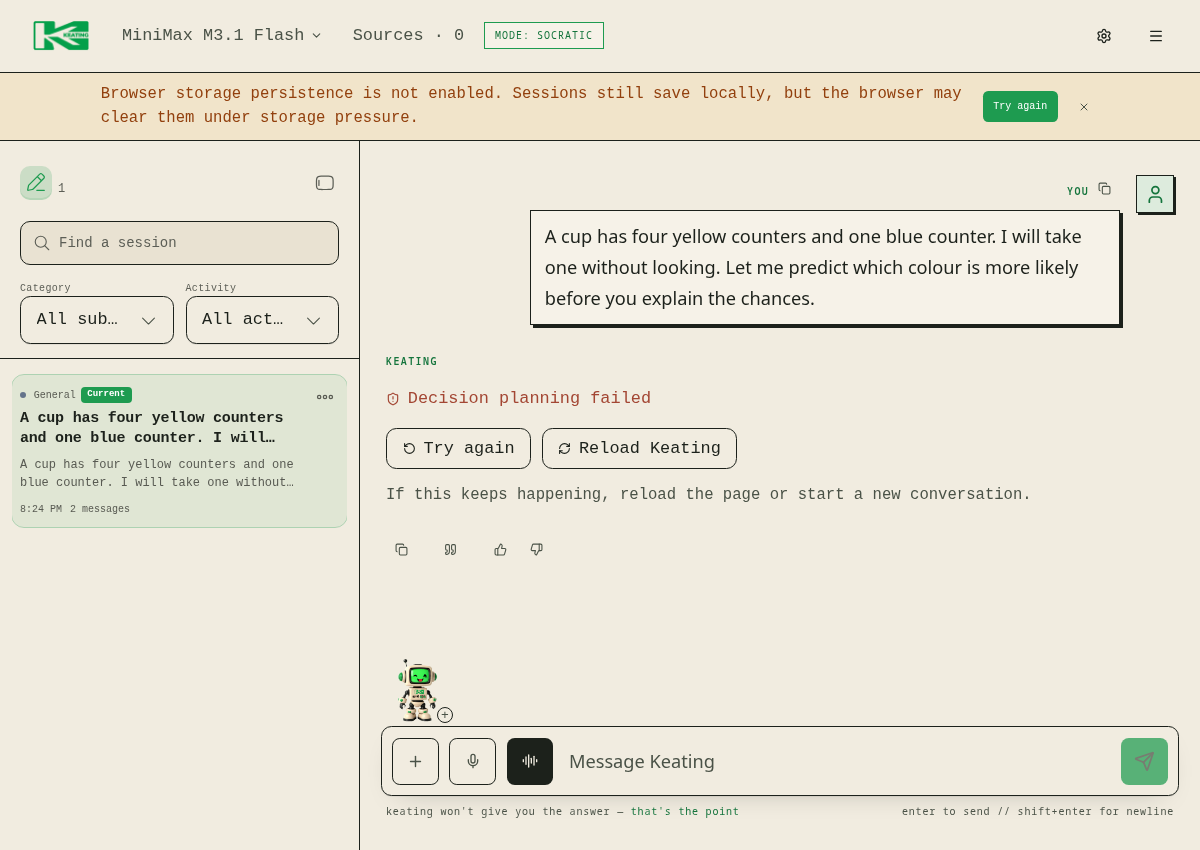 KEATING
MiniMax M3.1 Flash
Sources · 0
MODE: SOCRATIC
Browser storage persistence is not enabled. Sessions still save locally, but the browser may
clear them under storage pressure.
Try again
1
Find a session
Category
Activity
All sub…
All act…
General
Current
A cup has four yellow counters
and one blue counter. I will…
A cup has four yellow counters and one
blue counter. I will take one without…
8:24 PM 2 messages
YOU
A cup has four yellow counters and one blue counter. I will take
one without looking. Let me predict which colour is more likely
before you explain the chances.
KEATING
Decision planning failed
Try again
Reload Keating
If this keeps happening, reload the page or start a new conversation.
Message Keating
keating won't give you the answer — that's the point
enter to send // shift+enter for newline